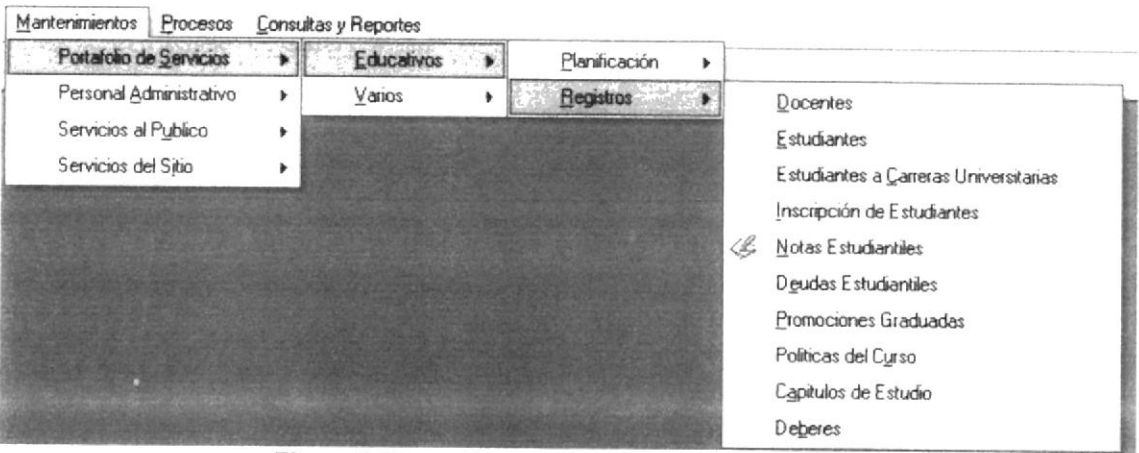 Mantenimientos Procesos Consultas y Reportes
Portafolio de Servicios
Personal Administrativo
Servicios al Publico
Servicios del Sitio
Educativos
Varios
Planificación
Registros
Docentes
Estudiantes
Estudiantes a Carreras Universitarias
Inscripción de Estudiantes
Notas Estudiantiles
Deudas Estudiantiles
Promociones Graduadas
Politicas del Curso
Capitulos de Estudio
Deberes